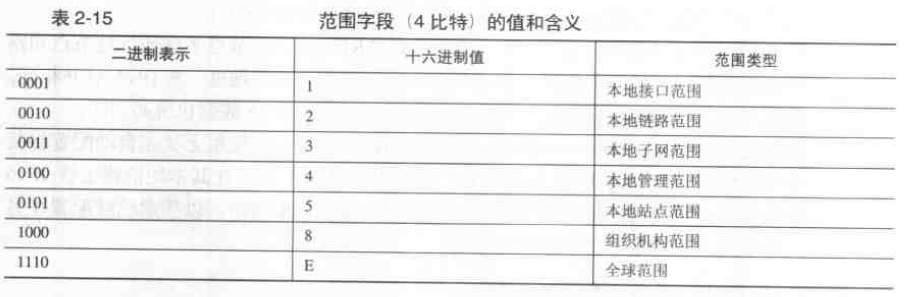 表 2-15 范围字段（4 比特）的值和含义
二进制表示 十六进制值 范围类型
0001 1 本地接口范围
0010 2 本地链路范围
0011 3 本地子网范围
0100 4 本地管理范围
0101 5 本地站点范围
1000 8 组织机构范围
1110 E 全球范围